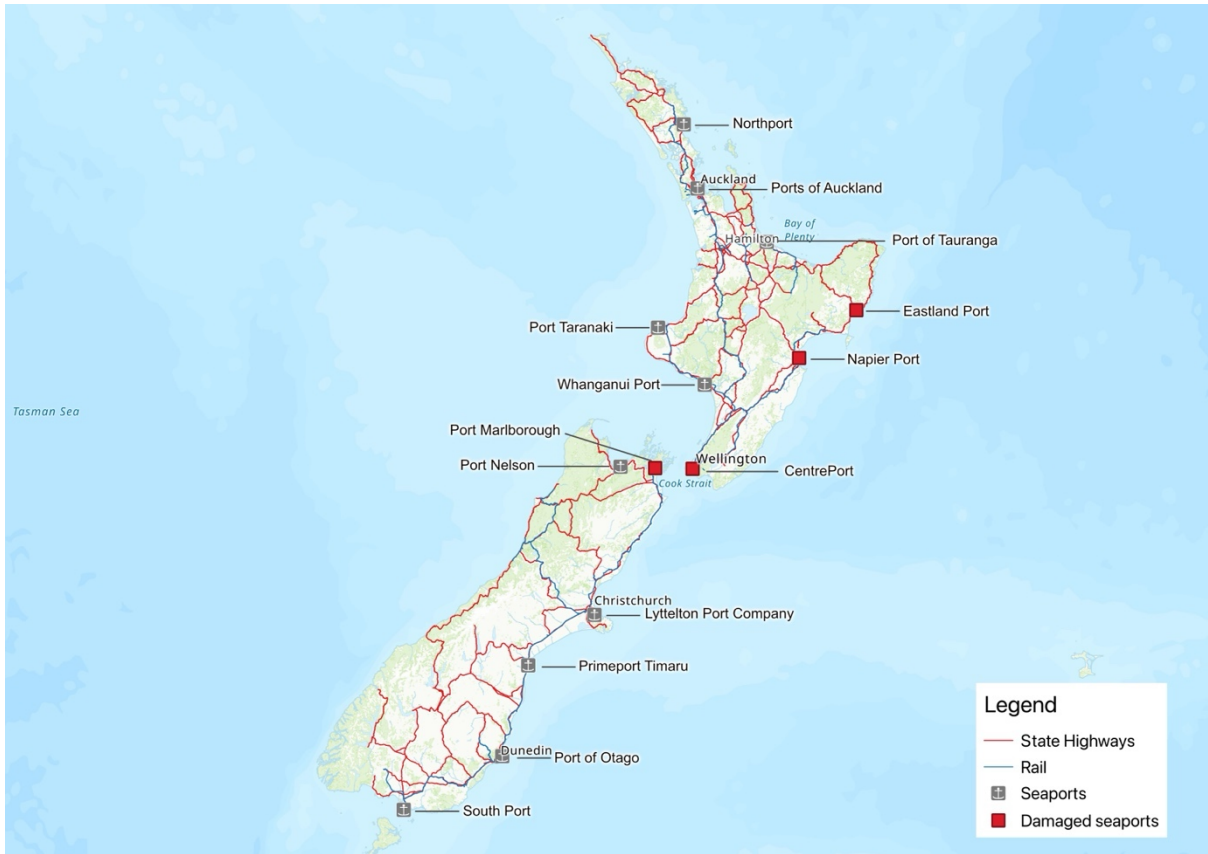 Northport
Auckland
Ports of Auckland
Bay of
Plenty
Hamilton
Port of Tauranga
Eastland Port
Port Taranaki
Napier Port
Whanganui Port
Tasman Sea
Port Marlborough
Wellington
Port Nelson
CentrePort
Cook Strait
Christchurch
Lyttelton Port Company
Primeport Timaru
Dunedin
Port of Otago
South Port
Legend
State Highways
Rail
Seaports
Damaged seaports